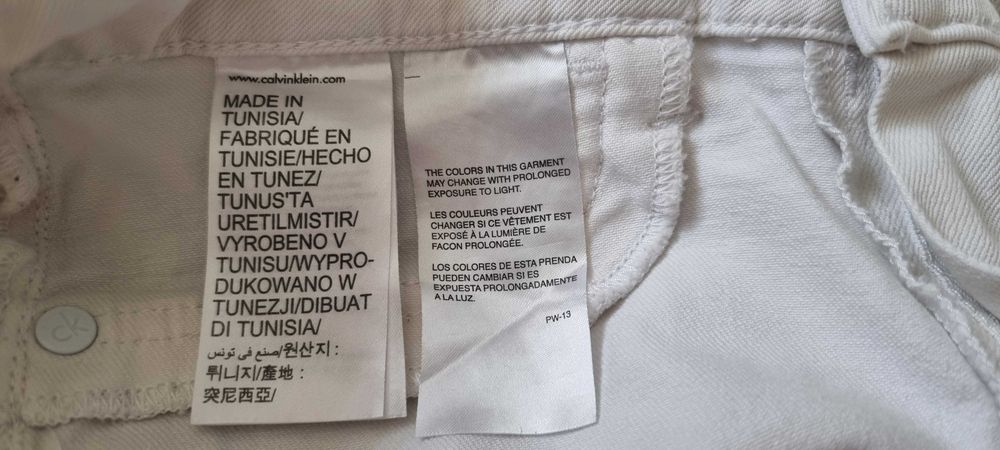 www.calvinklein.com
MADE IN
TUNISIA/
FABRIQUÉ EN
TUNISIE/HECHO
EN TUNEZ/
TUNUS'TA
URETILMISTIR/
VYROBENO V
TUNISU/WYPRO-
DUKOWANO W
TUNEZJI/DIBUAT
DI TUNISIA/
صنع في تونس/원산지 :
튀니지/產地 :
突尼西亞/
THE COLORS IN THIS GARMENT
MAY CHANGE WITH PROLONGED
EXPOSURE TO LIGHT.
LES COULEURS PEUVENT
CHANGER SI CE VÊTEMENT EST
EXPOSÉ À LA LUMIÈRE DE
FACON PROLONGÉE.
LOS COLORES DE ESTA PRENDA
PUEDEN CAMBIAR SI ES
EXPUESTA PROLONGADAMENTE
A LA LUZ.
PW-13
ck